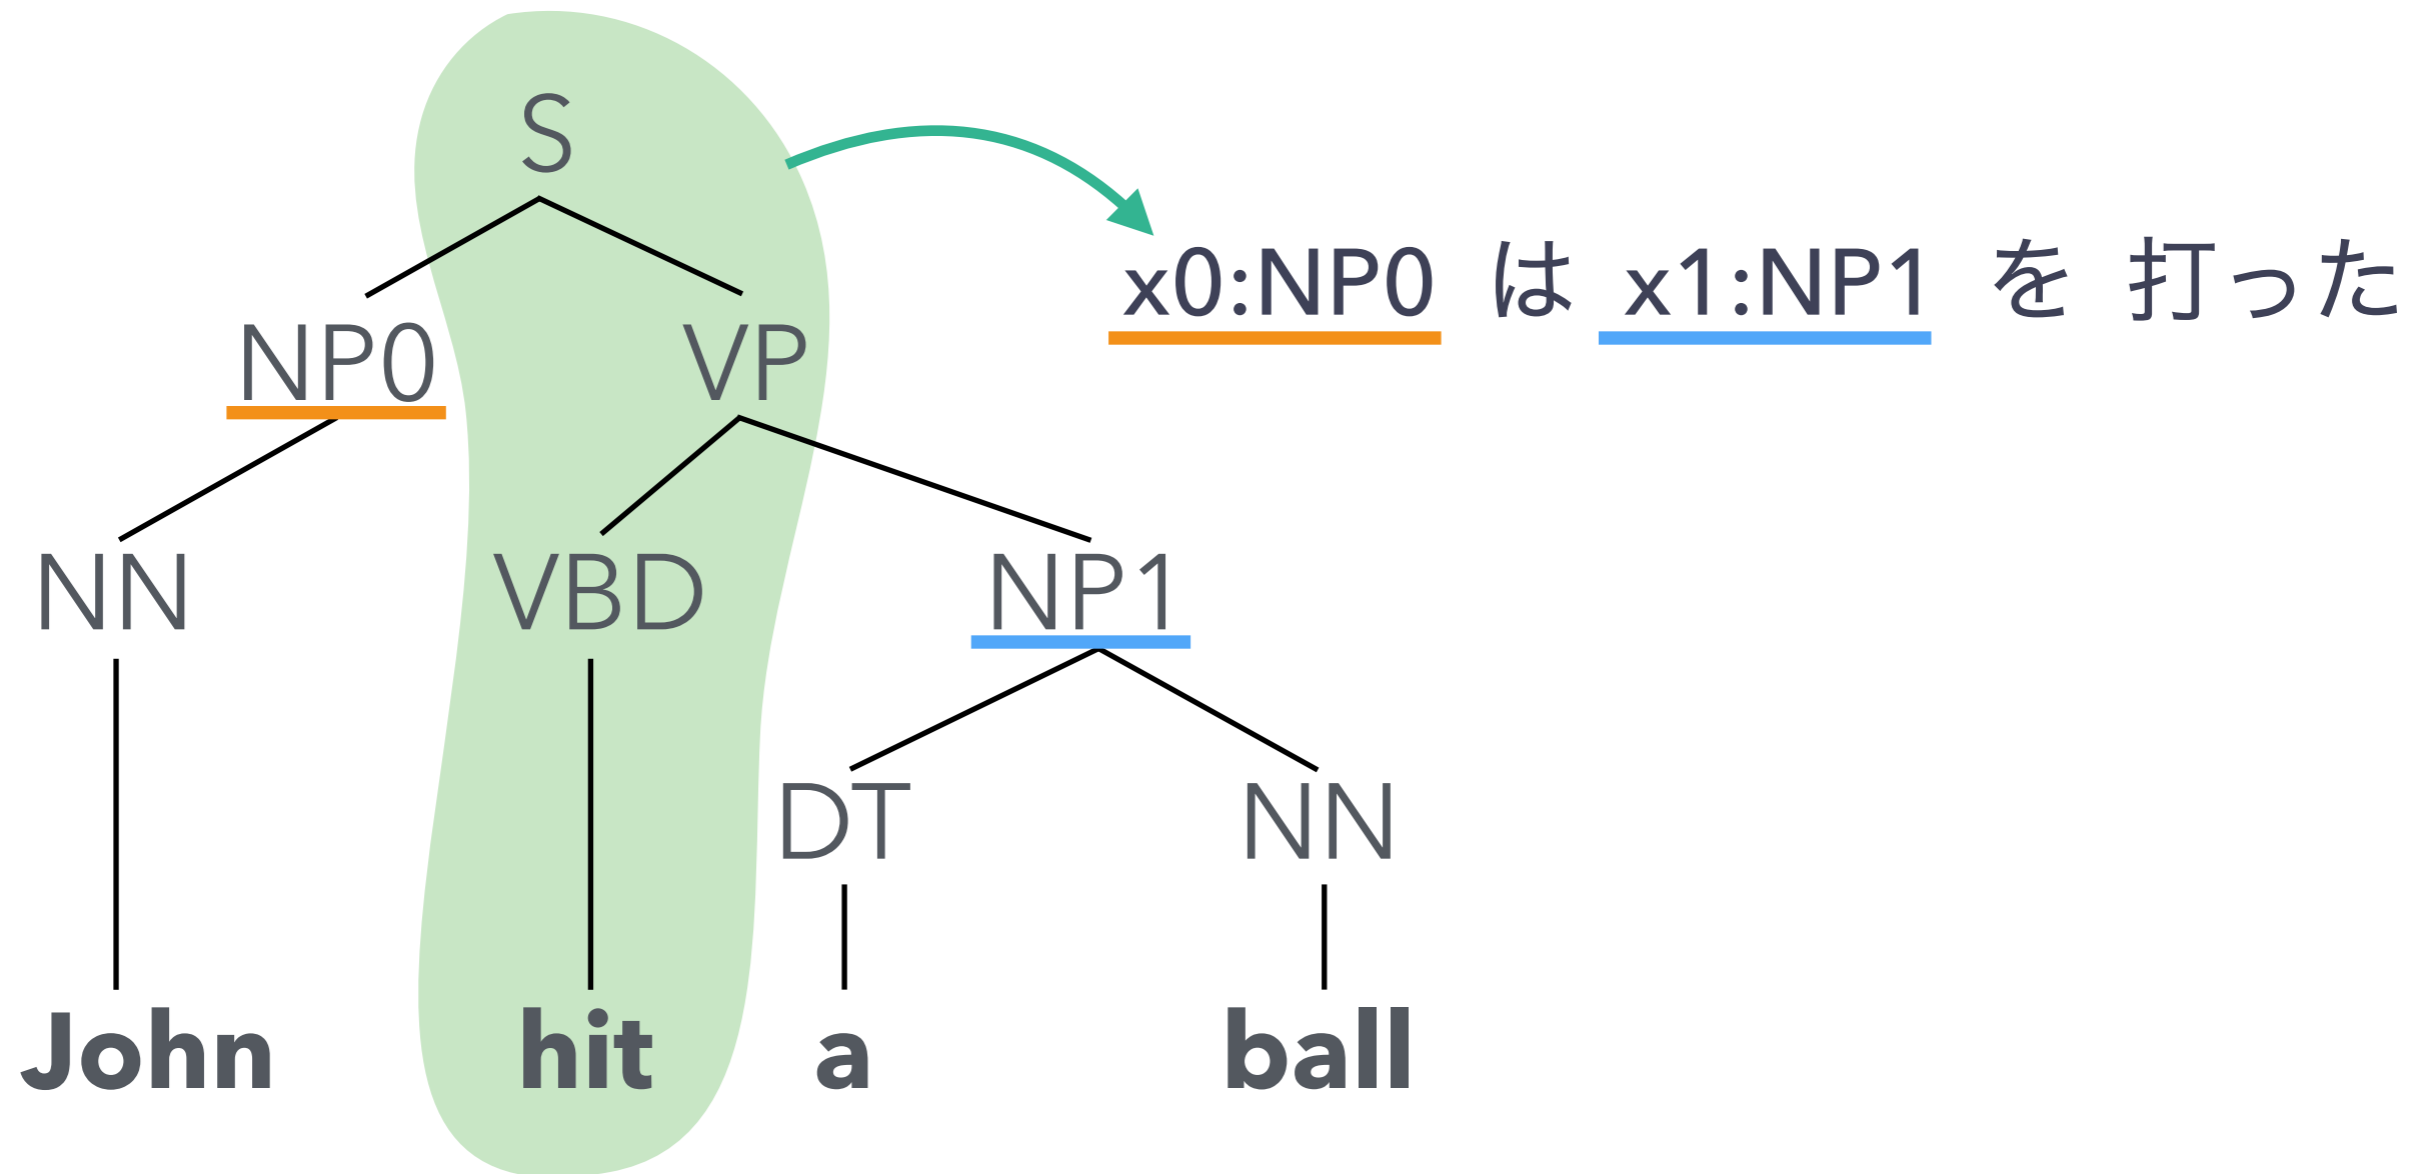 S
x0:NP0 は x1:NP1 を 打った
NP0 VP
NN VBD NP1
DT NN
John hit a ball